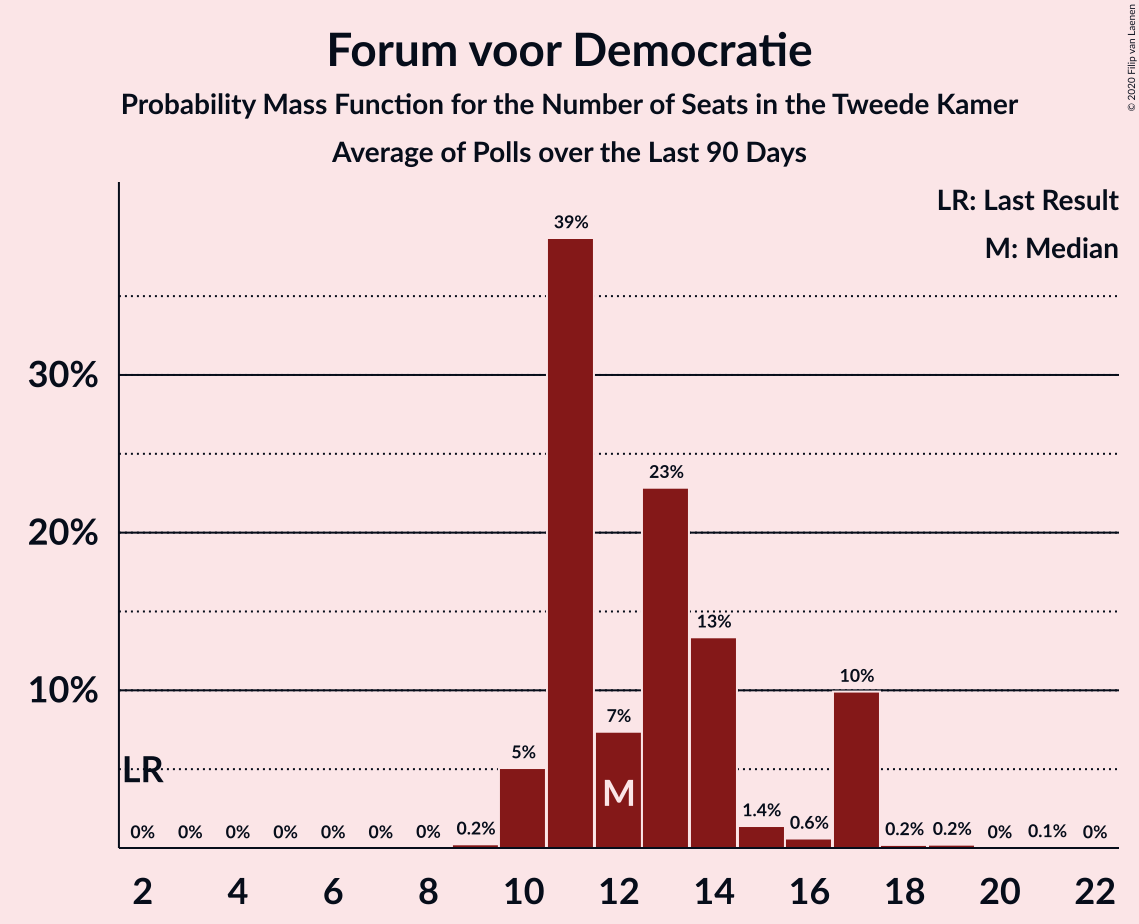 Forum voor Democratie
Probability Mass Function for the Number of Seats in the Tweede Kamer
Average of Polls over the Last 90 Days
© 2020 Filip van Laenen
LR: Last Result
M: Median
39%
30%
23%
20%
13%
10%
10%
7%
5%
LR
M
0% 0% 0% 0% 0% 0% 0% 0.2% 1.4% 0.6% 0.2% 0.2% 0% 0.1% 0%
2 4 6 8 10 12 14 16 18 20 22